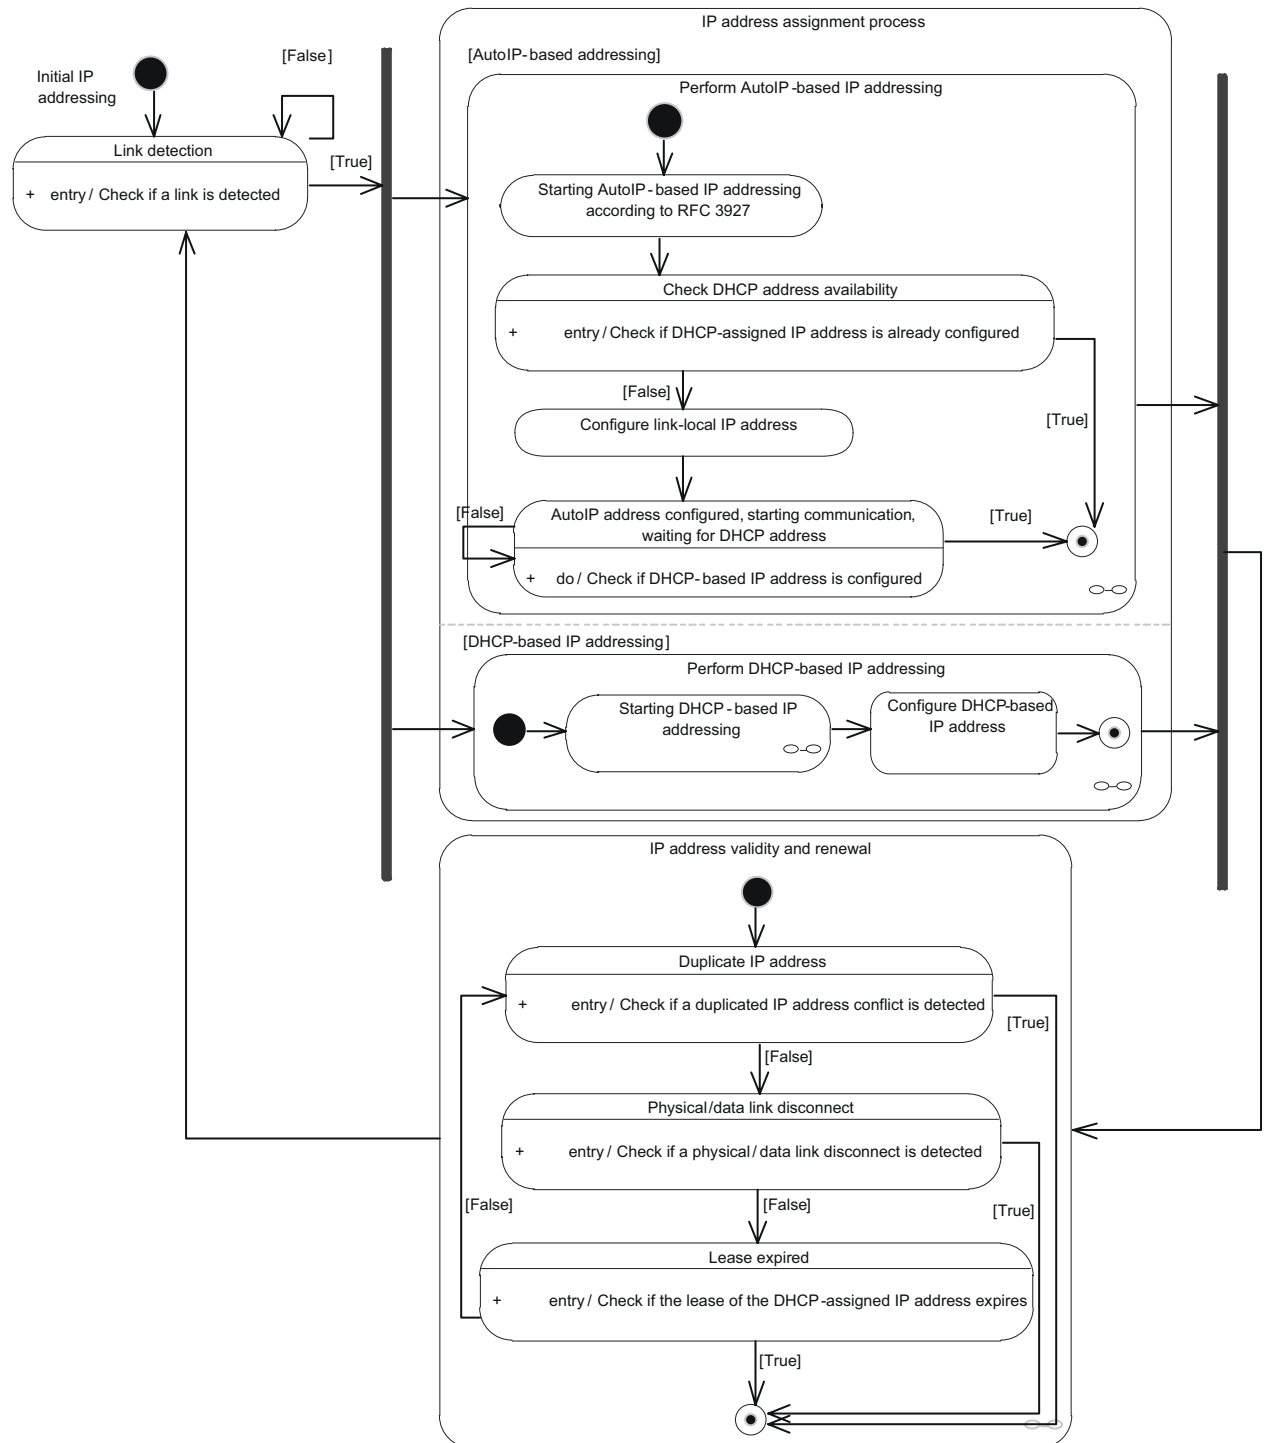 IP address assignment process
[False]
[AutoIP-based addressing]
Initial IP
addressing
Perform AutoIP-based IP addressing
Link detection
[True]
+ entry/ Check if a link is detected
Starting AutoIP-based IP addressing
according to RFC 3927
Check DHCP address availability
+ entry/Check if DHCP-assigned IP address is already configured
[False]
[True]
Configure link-local IP address
[False]
AutoIP address configured, starting communication,
waiting for DHCP address
[True]
+ do/ Check if DHCP-based IP address is configured
[DHCP-based IP addressing]
Perform DHCP-based IP addressing
Starting DHCP-based IP
addressing
Configure DHCP-based
IP address
IP address validity and renewal
Duplicate IP address
+ entry/ Check if a duplicated IP address conflict is detected
[True]
[False]
Physical/data link disconnect
+ entry/ Check if a physical/data link disconnect is detected
[False]
[False]
[True]
Lease expired
+ entry/ Check if the lease of the DHCP-assigned IP address expires
[True]